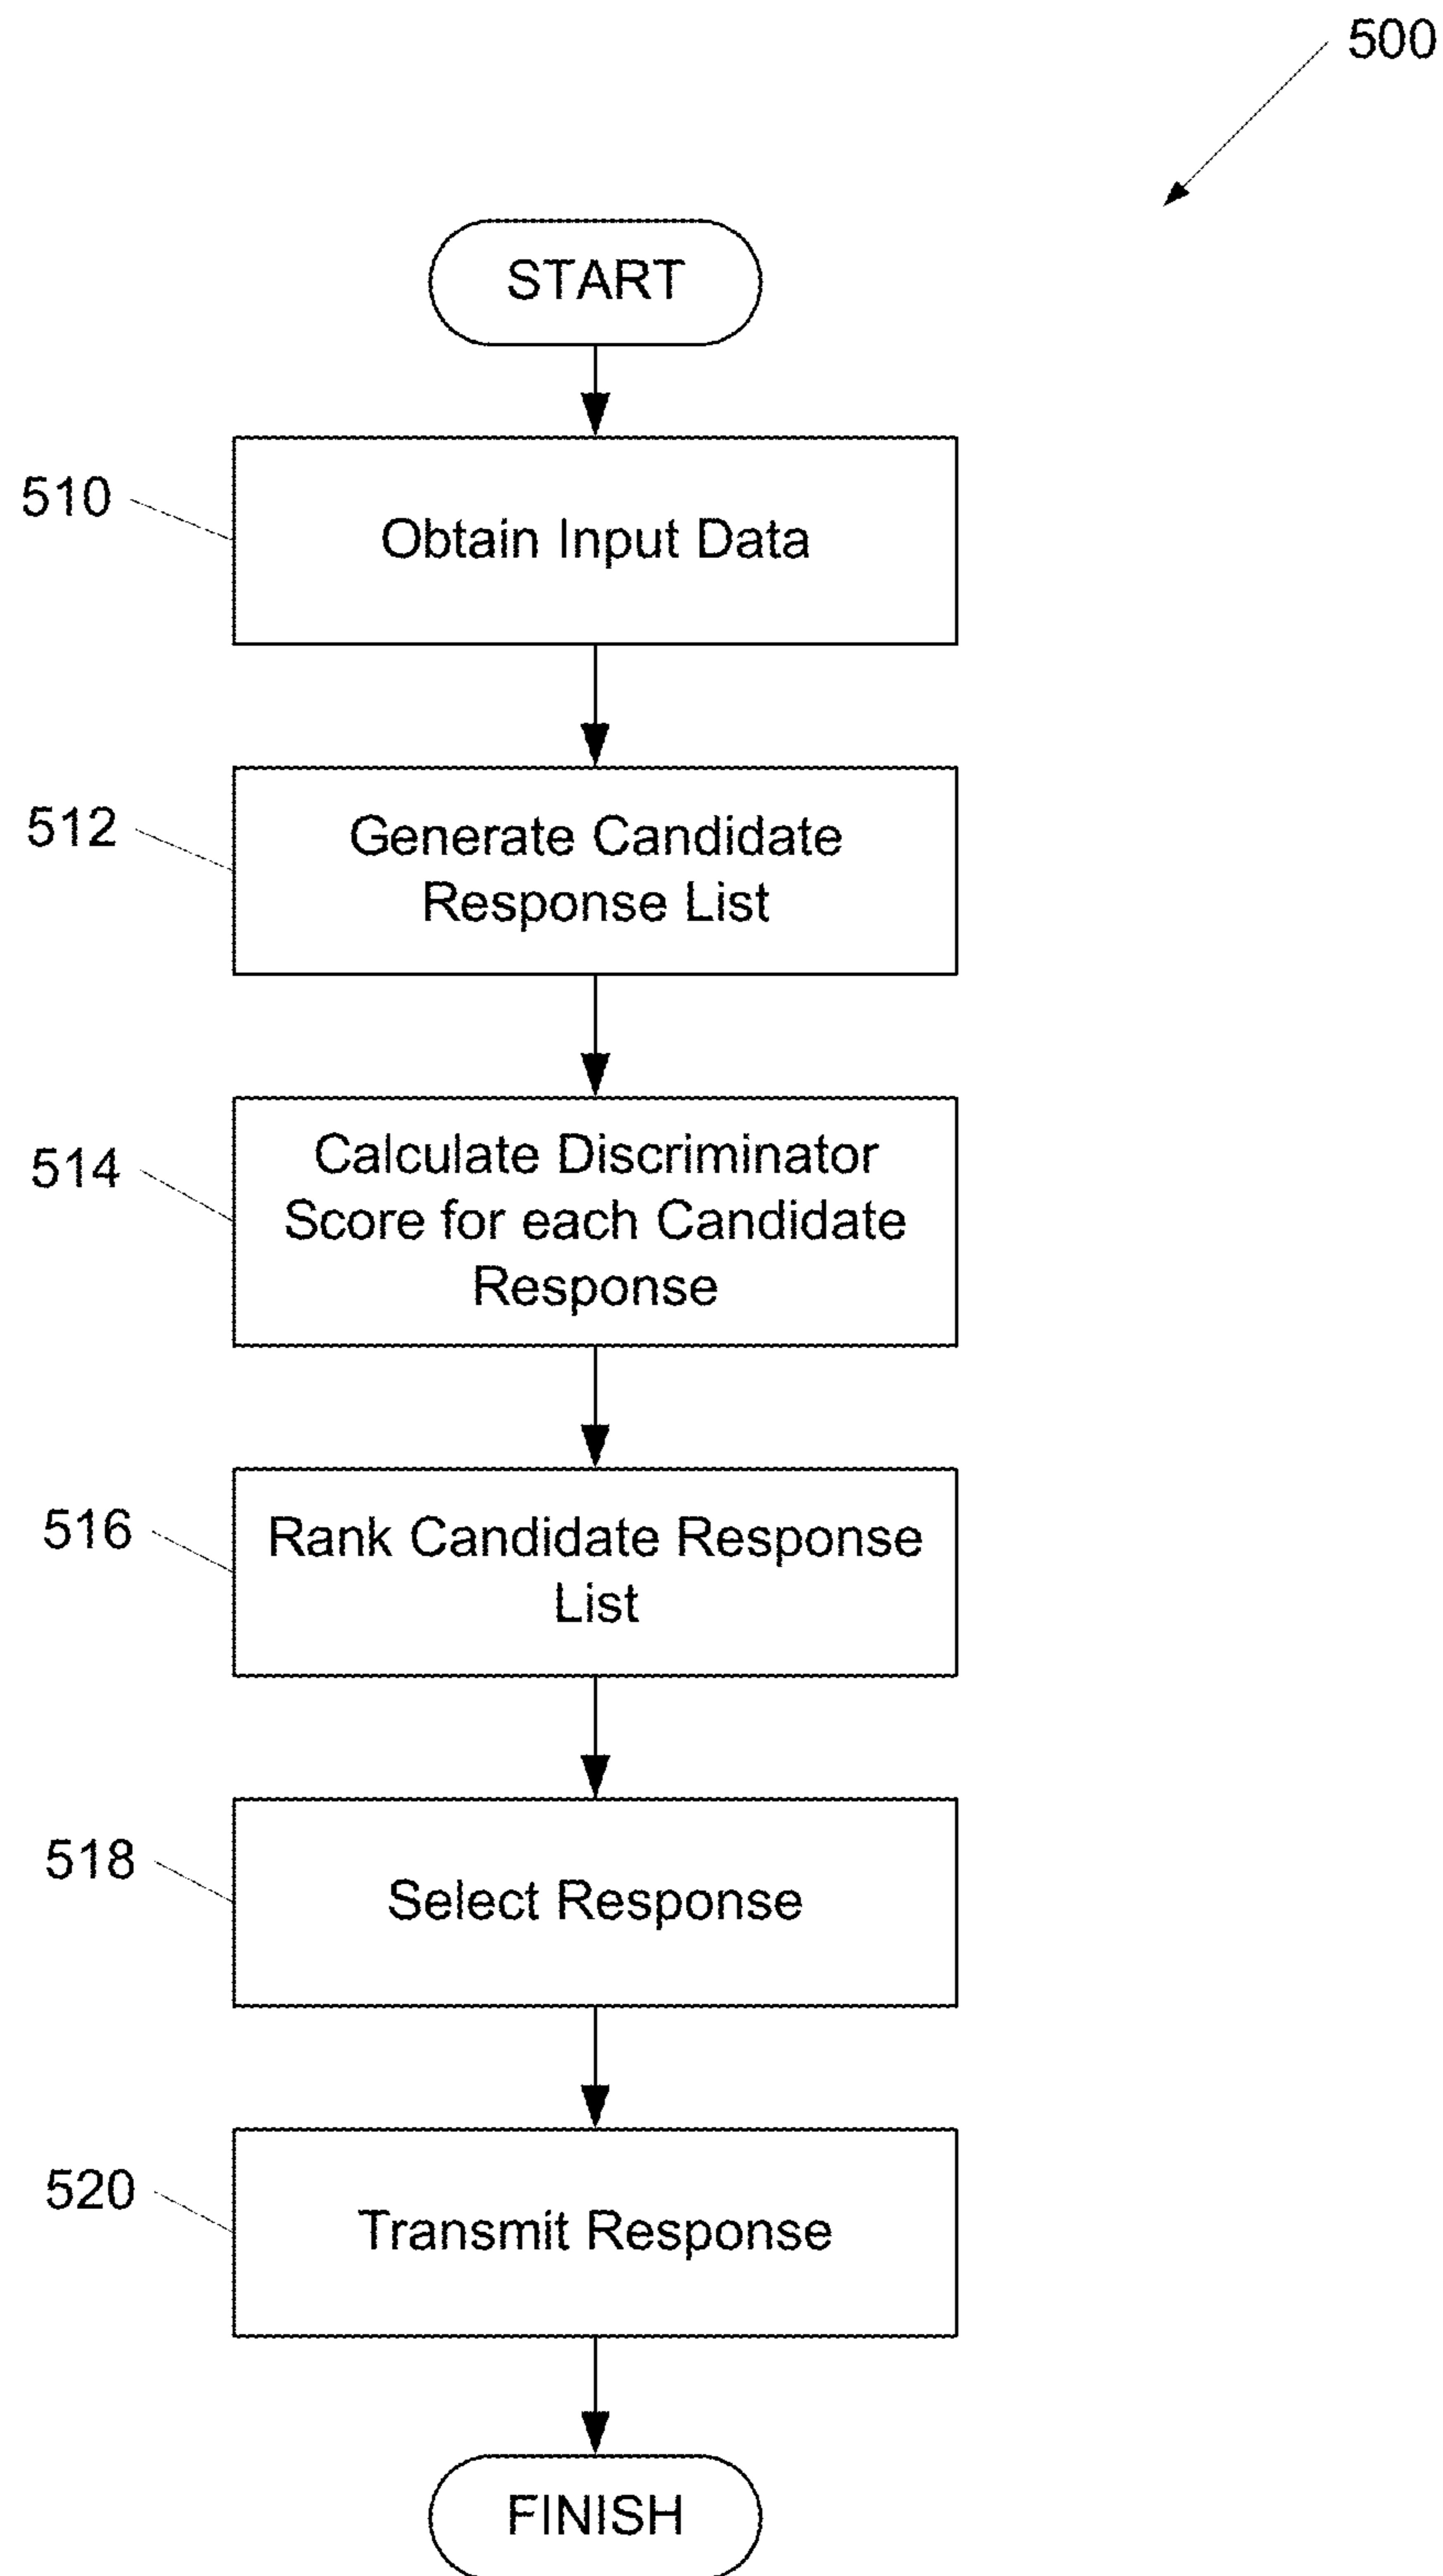 500
START
510
Obtain Input Data
512
Generate Candidate
Response List
514
Calculate Discriminator
Score for each Candidate
Response
516
Rank Candidate Response
List
518
Select Response
520
Transmit Response
FINISH